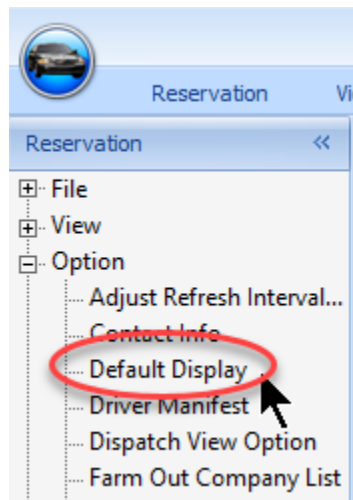 Reservation Vi
Reservation «
File
View
Option
Adjust Refresh Interval...
Contact Info
Default Display
Driver Manifest
Dispatch View Option
Farm Out Company List